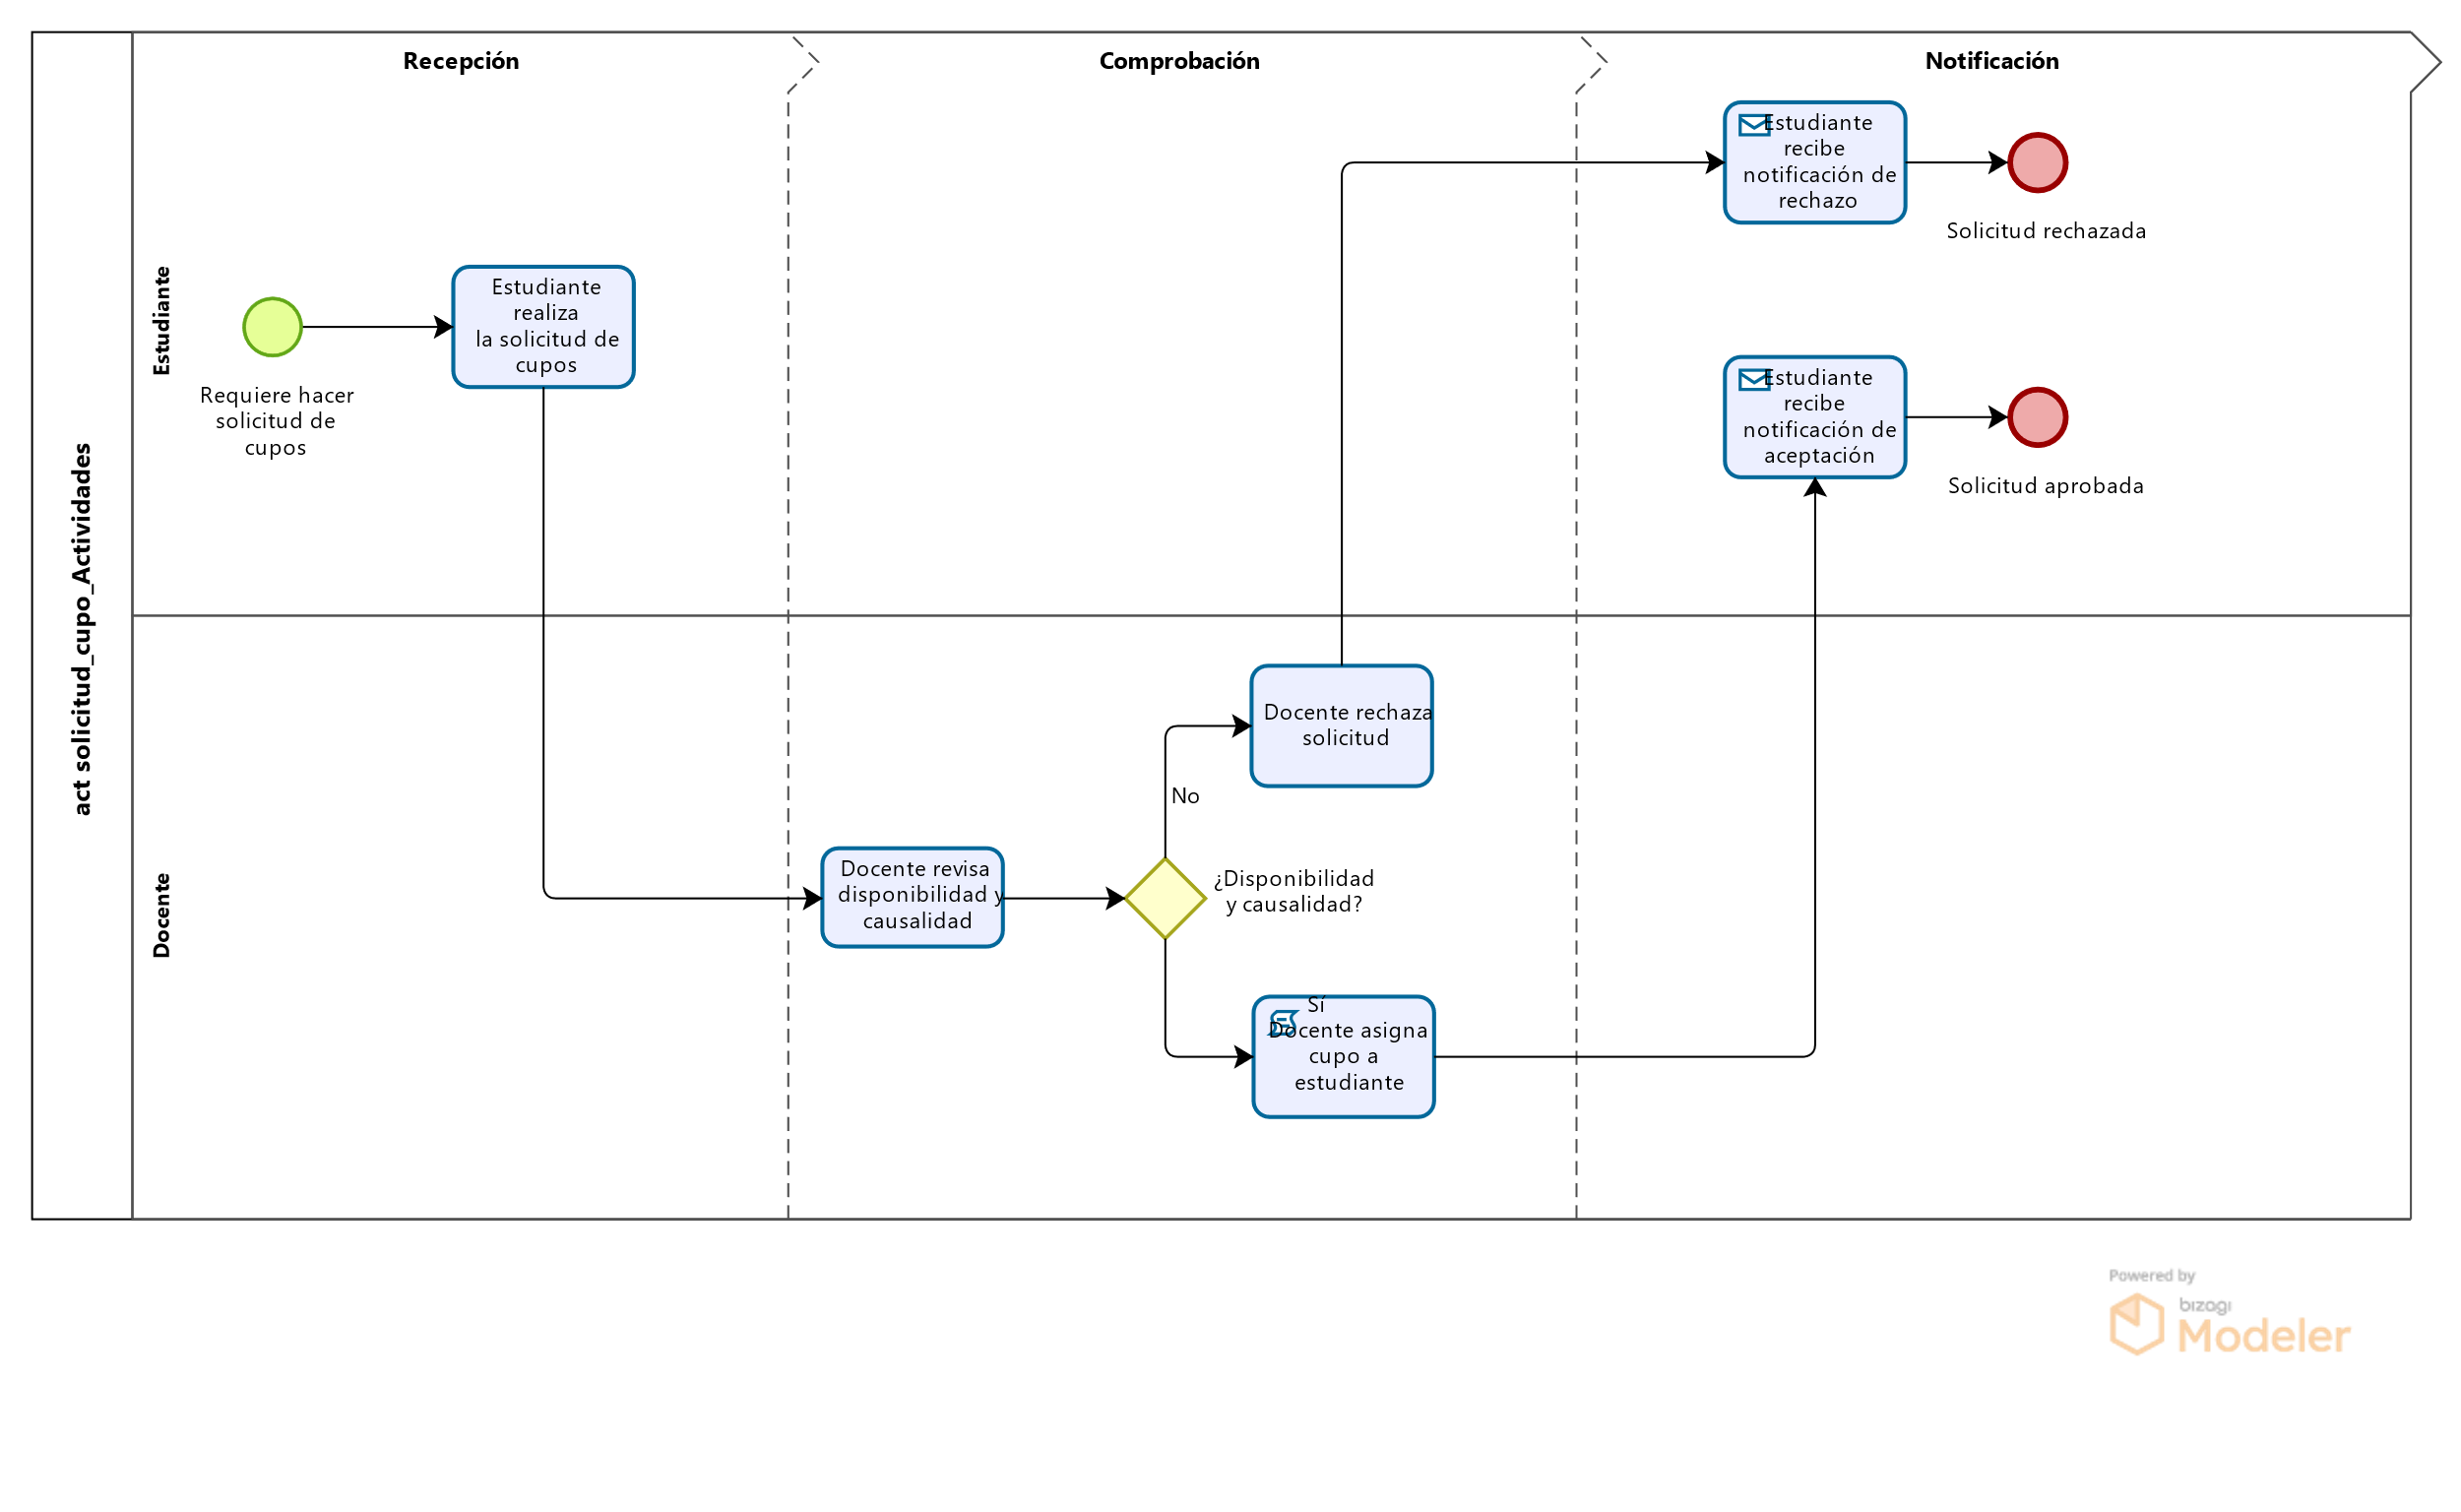 Recepción
Comprobación
Notificación
act solicitud_cupo_Actividades
Estudiante
Requiere hacer
solicitud de
cupos
Estudiante
realiza
la solicitud de
cupos
Estudiante
recibe
notificación de
rechazo
Solicitud rechazada
Estudiante
recibe
notificación de
aceptación
Solicitud aprobada
Docente
Docente revisa
disponibilidad y
causalidad
¿Disponibilidad
y causalidad?
No
Docente rechaza
solicitud
Sí
Docente asigna
cupo a
estudiante
Powered by
bizagi
Modeler